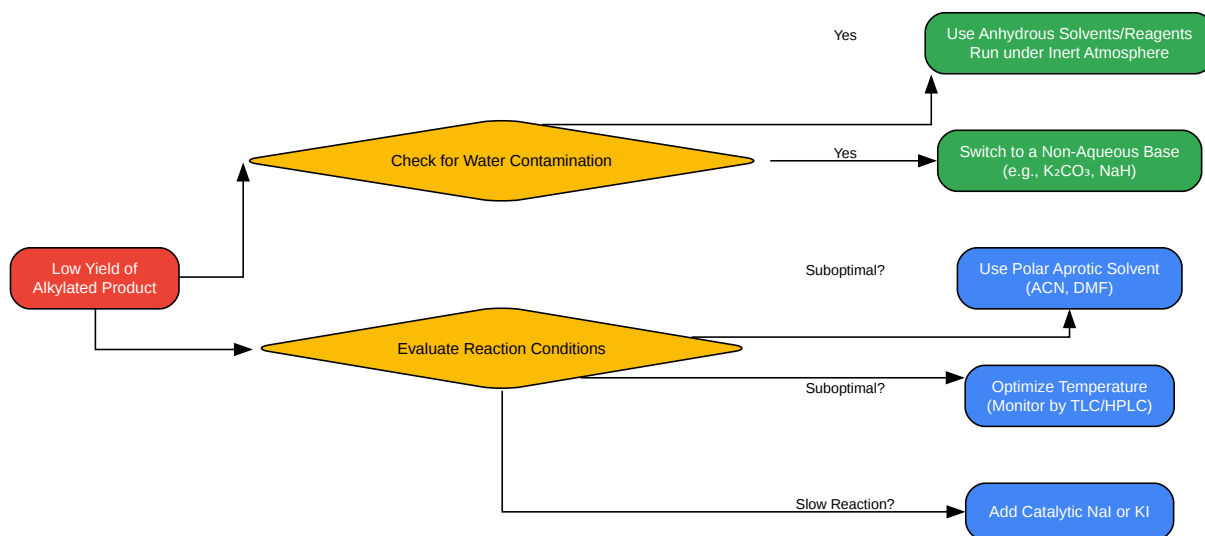 Yes
Use Anhydrous Solvents/Reagents
Run under Inert Atmosphere
Check for Water Contamination
Yes
Switch to a Non-Aqueous Base
(e.g., K₂CO₃, NaH)
Low Yield of
Alkylated Product
Suboptimal?
Use Polar Aprotic Solvent
(ACN, DMF)
Evaluate Reaction Conditions
Suboptimal?
Optimize Temperature
(Monitor by TLC/HPLC)
Slow Reaction?
Add Catalytic NaI or KI